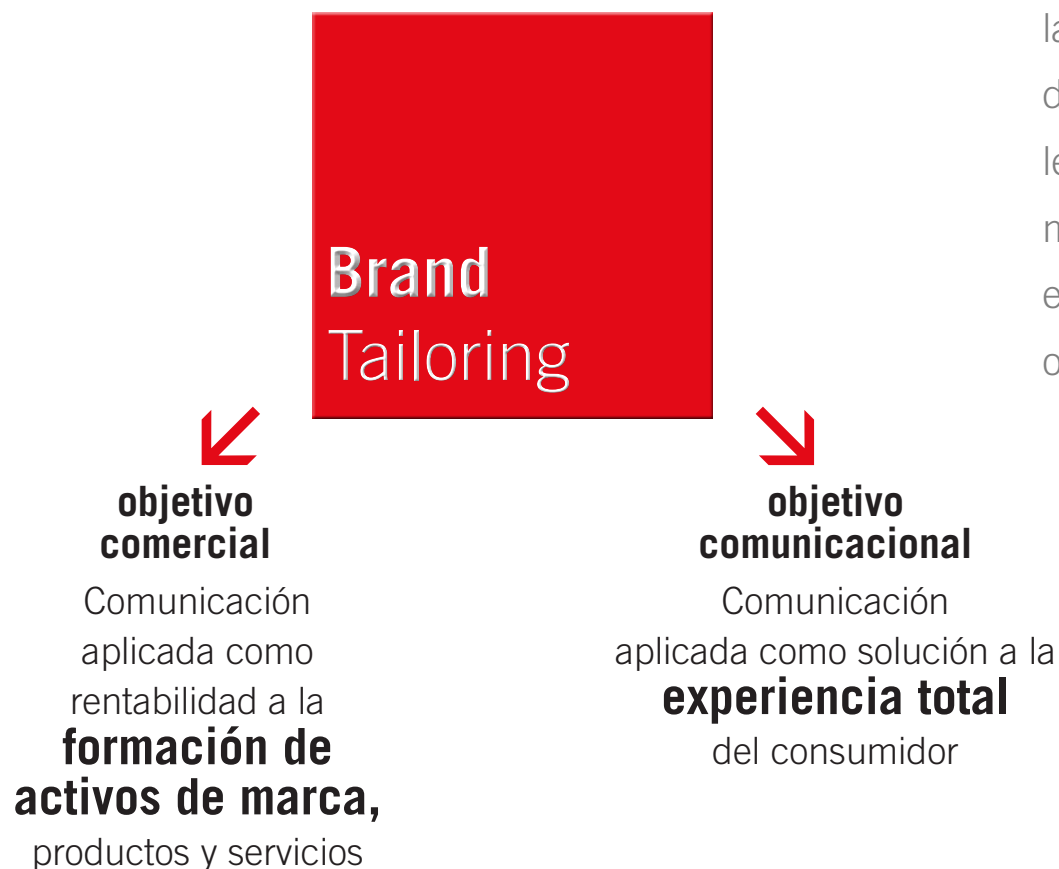 Brand
Tailoring
objetivo
comercial
Comunicación
aplicada como
rentabilidad a la
formación de
activos de marca,
productos y servicios
objetivo
comunicacional
Comunicación
aplicada como solución a la
experiencia total
del consumidor